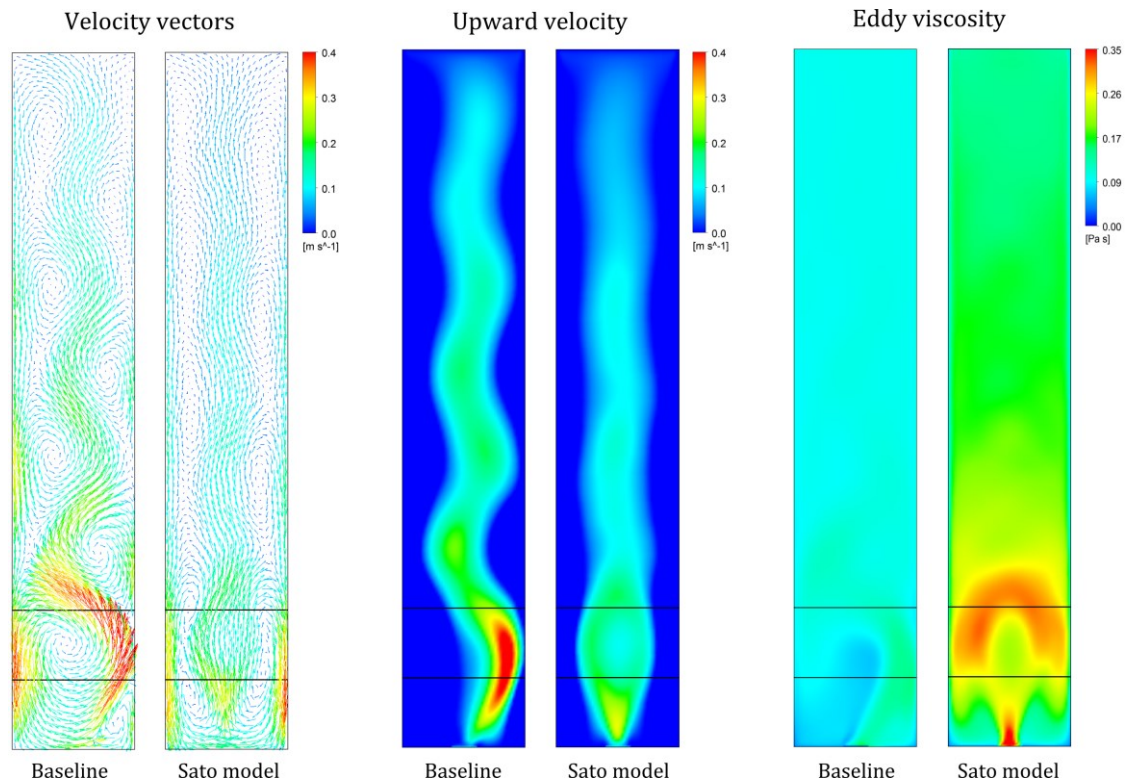 Velocity vectors
Upward velocity
Eddy viscosity
0.4
0.3
0.2
0.1
0.0
[m s^-1]
0.4
0.3
0.2
0.1
0.0
[m s^-1]
0.35
0.26
0.17
0.09
0.00
[Pa s]
Baseline
Sato model
Baseline
Sato model
Baseline
Sato model